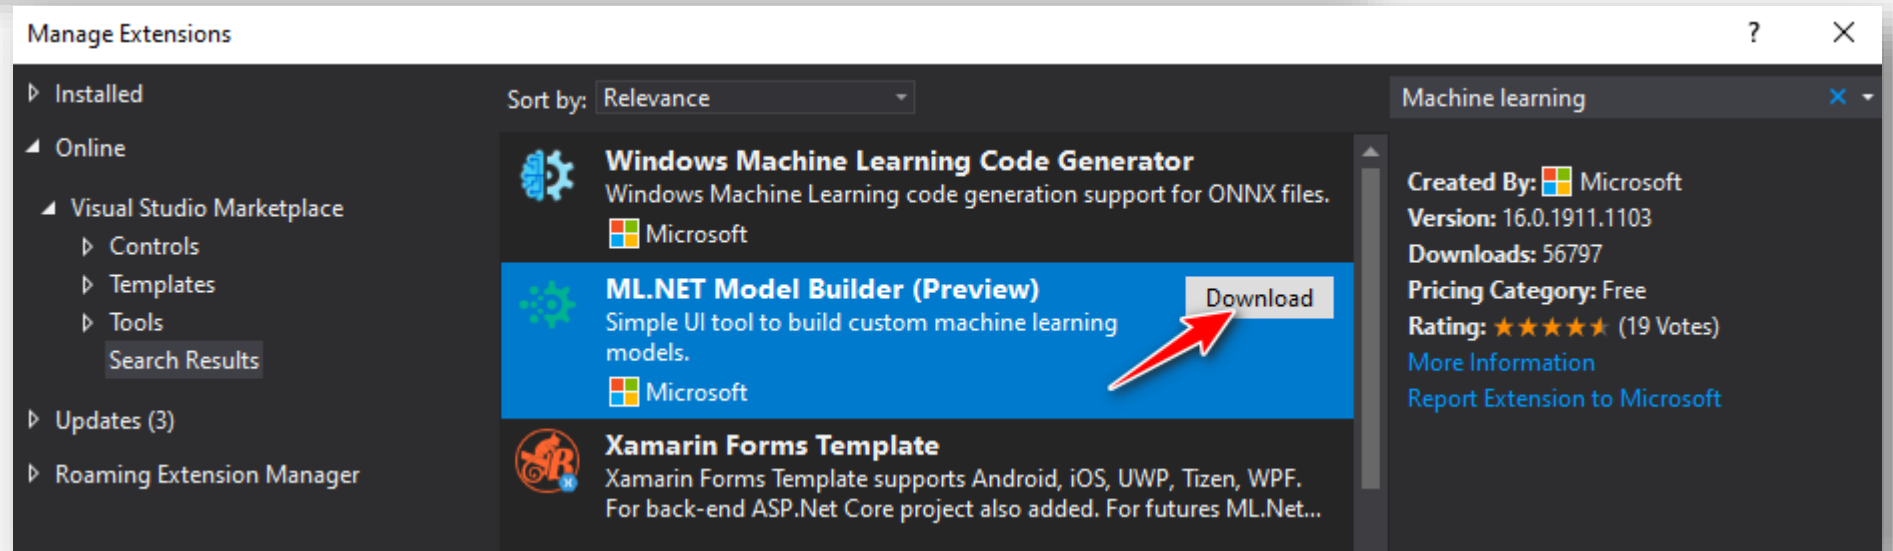 Manage Extensions
?
Installed
Online
Visual Studio Marketplace
Controls
Templates
Tools
Search Results
Updates (3)
Roaming Extension Manager
Sort by: Relevance
Windows Machine Learning Code Generator
Windows Machine Learning code generation support for ONNX files.
Microsoft
ML.NET Model Builder (Preview)
Download
Simple UI tool to build custom machine learning
models.
Microsoft
Xamarin Forms Template
Xamarin Forms Template supports Android, iOS, UWP, Tizen, WPF.
For back-end ASP.Net Core project also added. For futures ML.Net...
Machine learning
Created By: Microsoft
Version: 16.0.1911.1103
Downloads: 56797
Pricing Category: Free
Rating: (19 Votes)
More Information
Report Extension to Microsoft